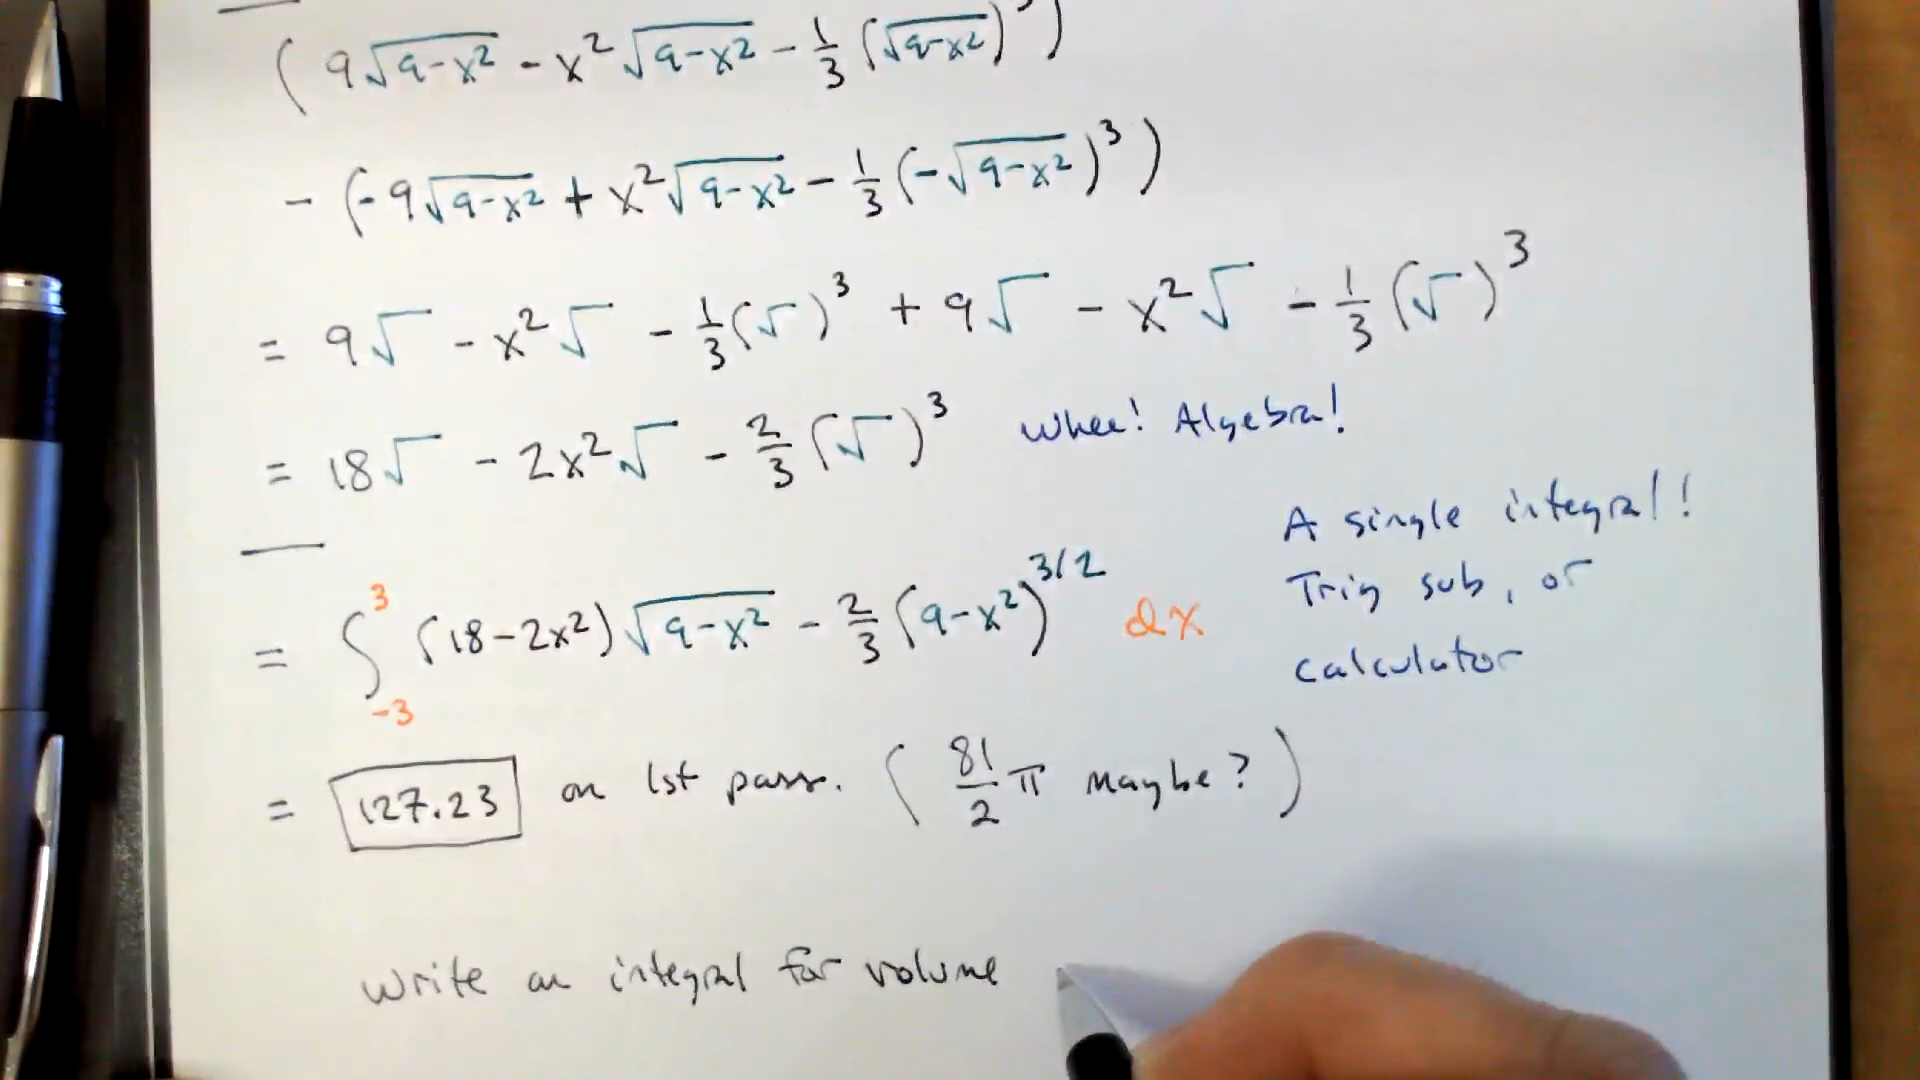 ( 9√(9-x²) - x²√(9-x²) - 1/3 (√(9-x²))³ )
- (-9√(9-x²) + x²√(9-x²) - 1/3 (-√(9-x²))³ )
= 9√ - x²√ - 1/3 (√)³ + 9√ - x²√ - 1/3 (√)³
= 18√ - 2x²√ - 2/3 (√)³ Whee! Algebra!
A single integral!
Trig sub, or
calculator
= ∫₋₃³ (18-2x²)√(9-x²) - 2/3 (9-x²)^(3/2) dx
= 127.23 on 1st pass. ( 81/2 π maybe? )
Write an integral for volume